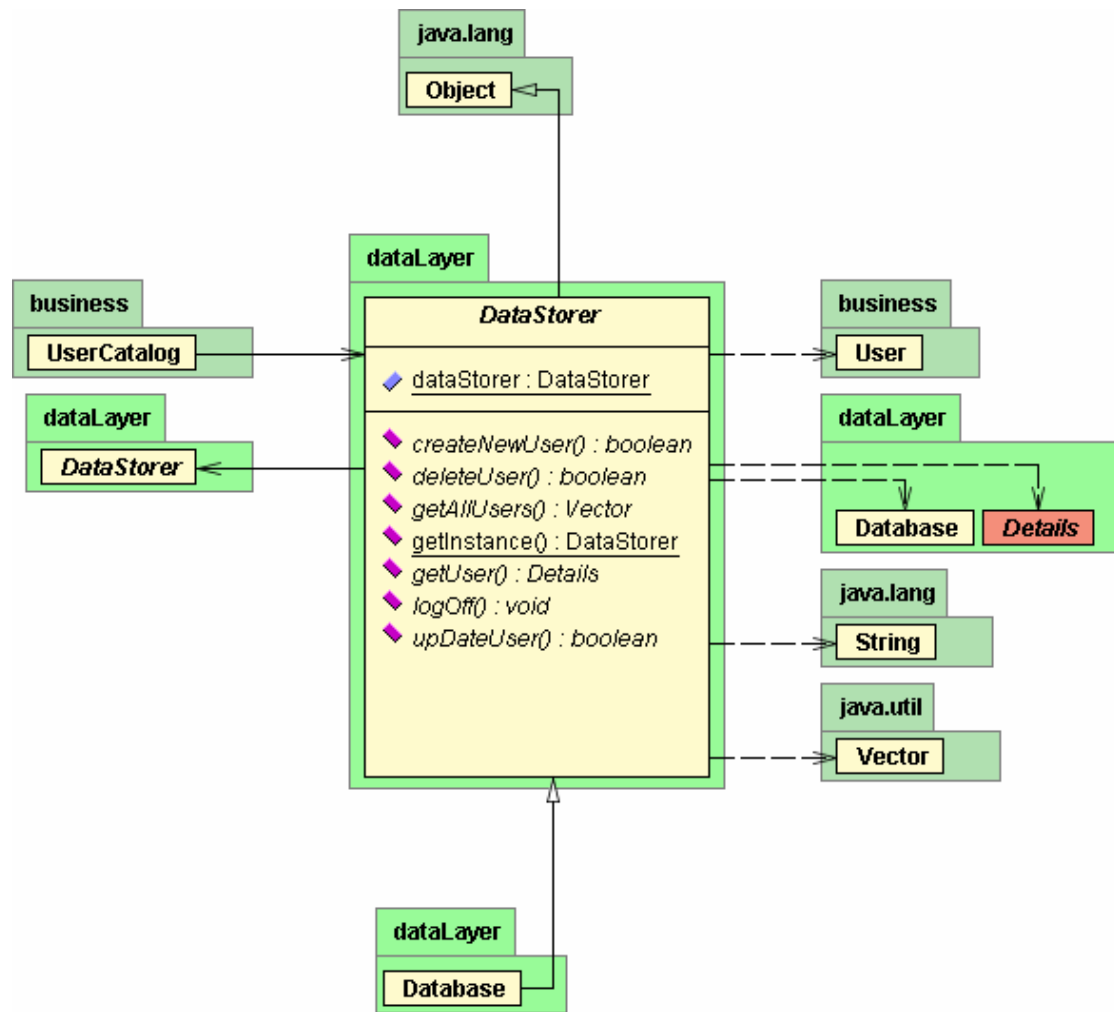 java.lang
Object
dataLayer
DataStorer
dataStorer : DataStorer
createNewUser() : boolean
deleteUser() : boolean
getAllUsers() : Vector
getInstance() : DataStorer
getUser() : Details
logOff() : void
upDateUser() : boolean
business
UserCatalog
dataLayer
DataStorer
business
User
dataLayer
Database
Details
java.lang
String
java.util
Vector
dataLayer
Database